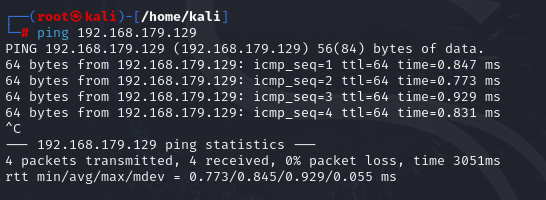 ┌──(root㉿kali)-[/home/kali]
└─# ping 192.168.179.129
PING 192.168.179.129 (192.168.179.129) 56(84) bytes of data.
64 bytes from 192.168.179.129: icmp_seq=1 ttl=64 time=0.847 ms
64 bytes from 192.168.179.129: icmp_seq=2 ttl=64 time=0.773 ms
64 bytes from 192.168.179.129: icmp_seq=3 ttl=64 time=0.929 ms
64 bytes from 192.168.179.129: icmp_seq=4 ttl=64 time=0.831 ms
^C
--- 192.168.179.129 ping statistics ---
4 packets transmitted, 4 received, 0% packet loss, time 3051ms
rtt min/avg/max/mdev = 0.773/0.845/0.929/0.055 ms